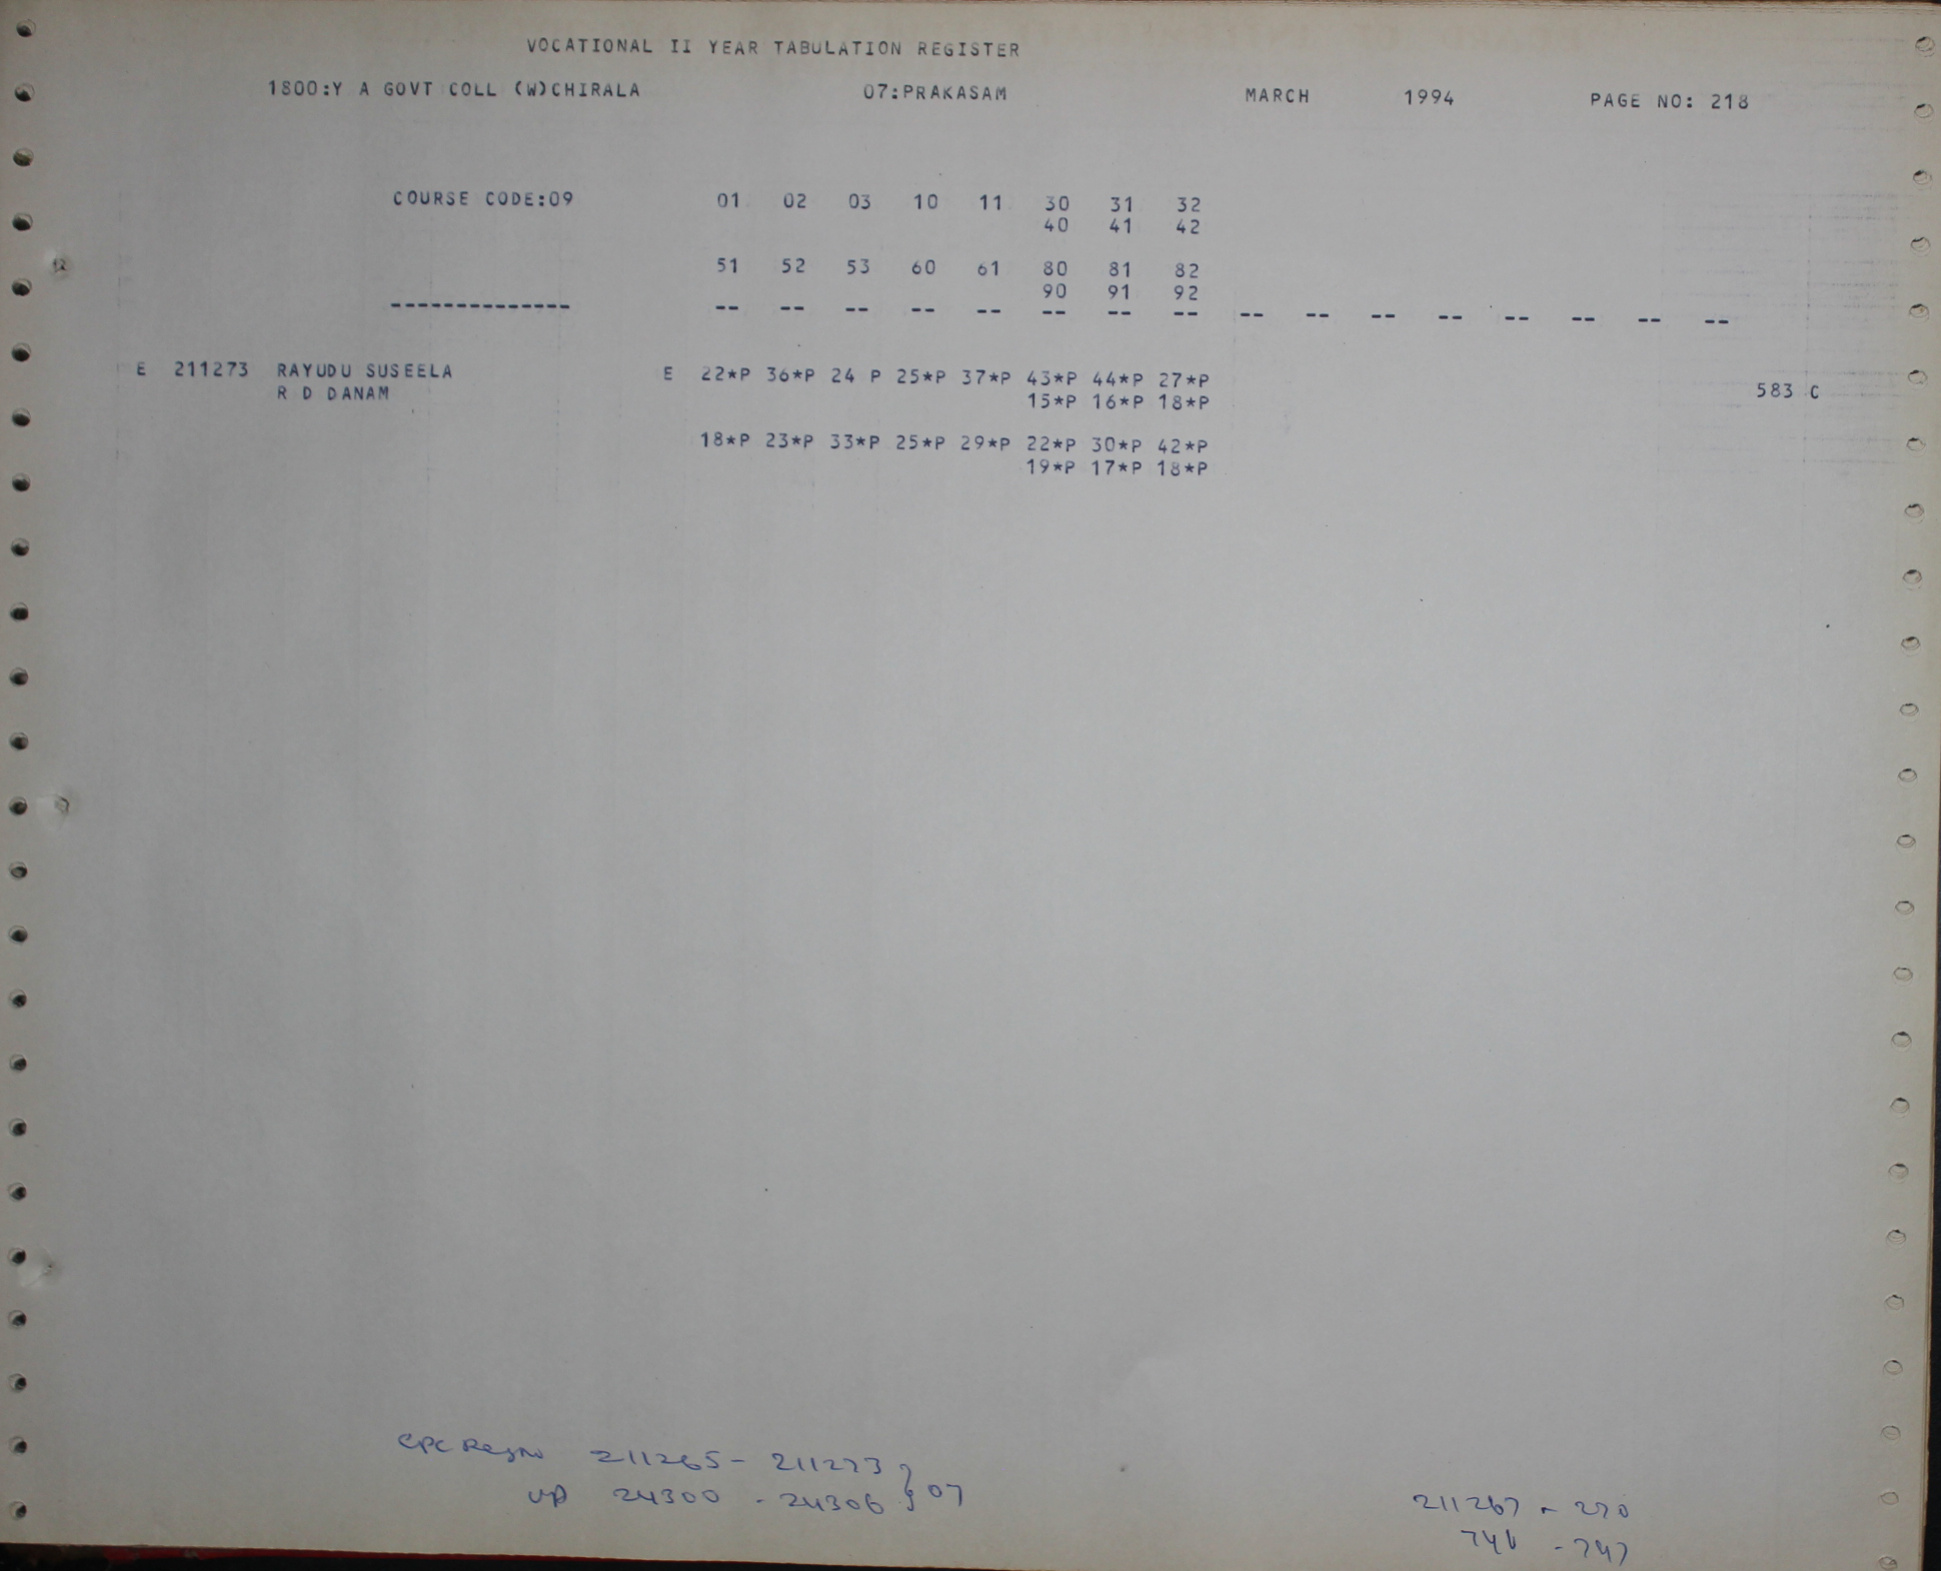 VOCATIONAL II YEAR TABULATION REGISTER
1800:Y A GOVT COLL (W)CHIRALA 07:PRAKASAM MARCH 1994 PAGE NO: 218
COURSE CODE:09 01 02 03 10 11 30 31 32
40 41 42
51 52 53 60 61 80 81 82
90 91 92
-------------- -- -- -- -- -- -- -- -- -- -- -- -- -- -- -- --
E 211273 RAYUDU SUSEELA E 22*P 36*P 24 P 25*P 37*P 43*P 44*P 27*P
R D DANAM 15*P 16*P 18*P 583 C
18*P 23*P 33*P 25*P 29*P 22*P 30*P 42*P
19*P 17*P 18*P
211265 - 211273 } 07
24300 - 24306
211267 - 270
746 - 747